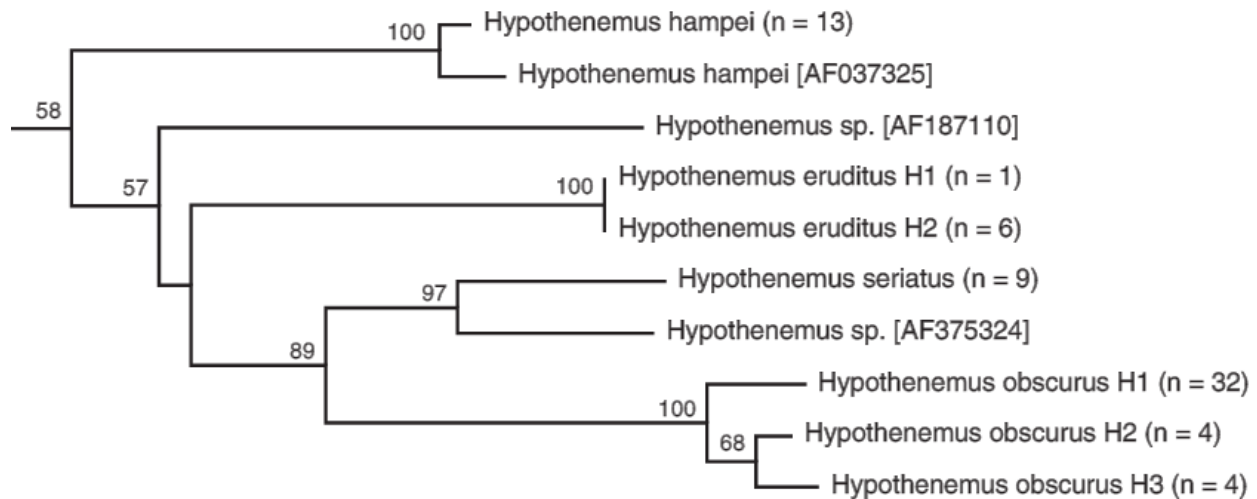 100
Hypothenemus hampei (n = 13)
Hypothenemus hampei [AF037325]
58
Hypothenemus sp. [AF187110]
57
100
Hypothenemus eruditus H1 (n = 1)
Hypothenemus eruditus H2 (n = 6)
97
Hypothenemus seriatus (n = 9)
Hypothenemus sp. [AF375324]
89
Hypothenemus obscurus H1 (n = 32)
100
Hypothenemus obscurus H2 (n = 4)
68
Hypothenemus obscurus H3 (n = 4)